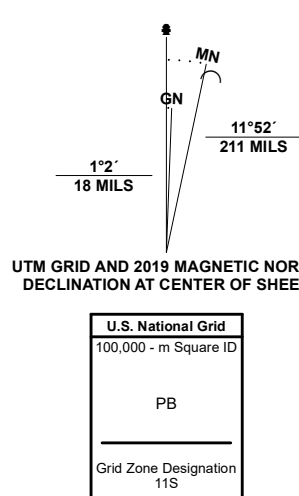 MN
GN
11°52´
211 MILS
1°2´
18 MILS
UTM GRID AND 2019 MAGNETIC NOR
DECLINATION AT CENTER OF SHEE
U.S. National Grid
100,000 - m Square ID
PB
Grid Zone Designation
11S